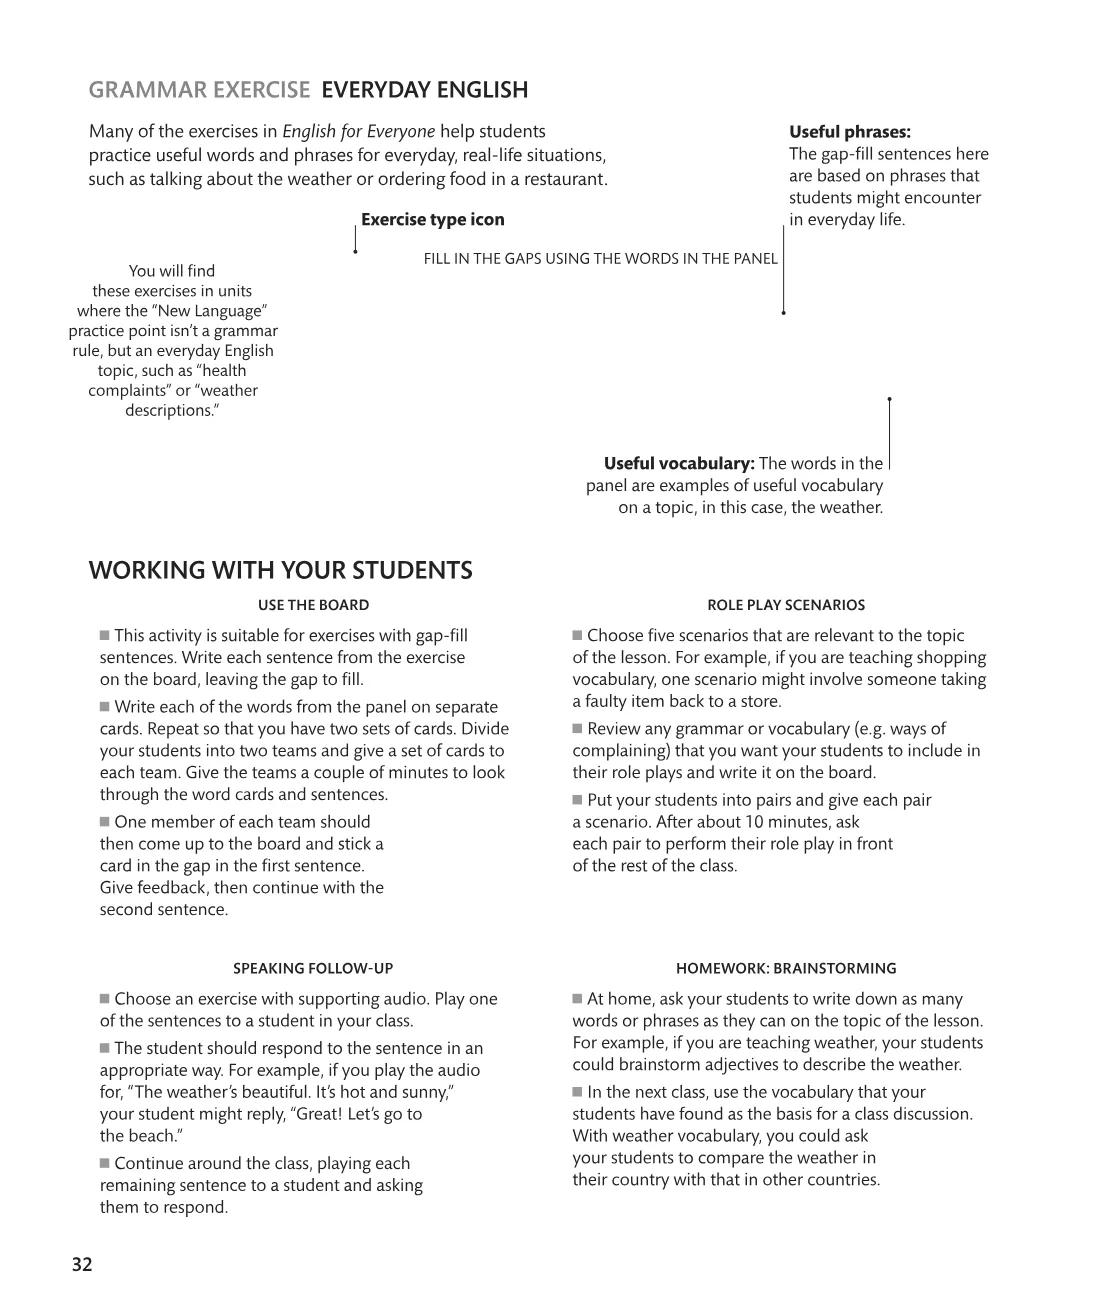 GRAMMAR EXERCISE EVERYDAY ENGLISH
Many of the exercises in English for Everyone help students
practice useful words and phrases for everyday, real-life situations,
such as talking about the weather or ordering food in a restaurant.
Useful phrases:
The gap-fill sentences here
are based on phrases that
students might encounter
in everyday life.
Exercise type icon
FILL IN THE GAPS USING THE WORDS IN THE PANEL
You will find
these exercises in units
where the “New Language”
practice point isn’t a grammar
rule, but an everyday English
topic, such as “health
complaints” or “weather
descriptions.”
Useful vocabulary: The words in the
panel are examples of useful vocabulary
on a topic, in this case, the weather.
WORKING WITH YOUR STUDENTS
USE THE BOARD
■ This activity is suitable for exercises with gap-fill
sentences. Write each sentence from the exercise
on the board, leaving the gap to fill.
■ Write each of the words from the panel on separate
cards. Repeat so that you have two sets of cards. Divide
your students into two teams and give a set of cards to
each team. Give the teams a couple of minutes to look
through the word cards and sentences.
■ One member of each team should
then come up to the board and stick a
card in the gap in the first sentence.
Give feedback, then continue with the
second sentence.
ROLE PLAY SCENARIOS
■ Choose five scenarios that are relevant to the topic
of the lesson. For example, if you are teaching shopping
vocabulary, one scenario might involve someone taking
a faulty item back to a store.
■ Review any grammar or vocabulary (e.g. ways of
complaining) that you want your students to include in
their role plays and write it on the board.
■ Put your students into pairs and give each pair
a scenario. After about 10 minutes, ask
each pair to perform their role play in front
of the rest of the class.
SPEAKING FOLLOW-UP
■ Choose an exercise with supporting audio. Play one
of the sentences to a student in your class.
■ The student should respond to the sentence in an
appropriate way. For example, if you play the audio
for, “The weather’s beautiful. It’s hot and sunny,”
your student might reply, “Great! Let’s go to
the beach.”
■ Continue around the class, playing each
remaining sentence to a student and asking
them to respond.
HOMEWORK: BRAINSTORMING
■ At home, ask your students to write down as many
words or phrases as they can on the topic of the lesson.
For example, if you are teaching weather, your students
could brainstorm adjectives to describe the weather.
■ In the next class, use the vocabulary that your
students have found as the basis for a class discussion.
With weather vocabulary, you could ask
your students to compare the weather in
their country with that in other countries.
32